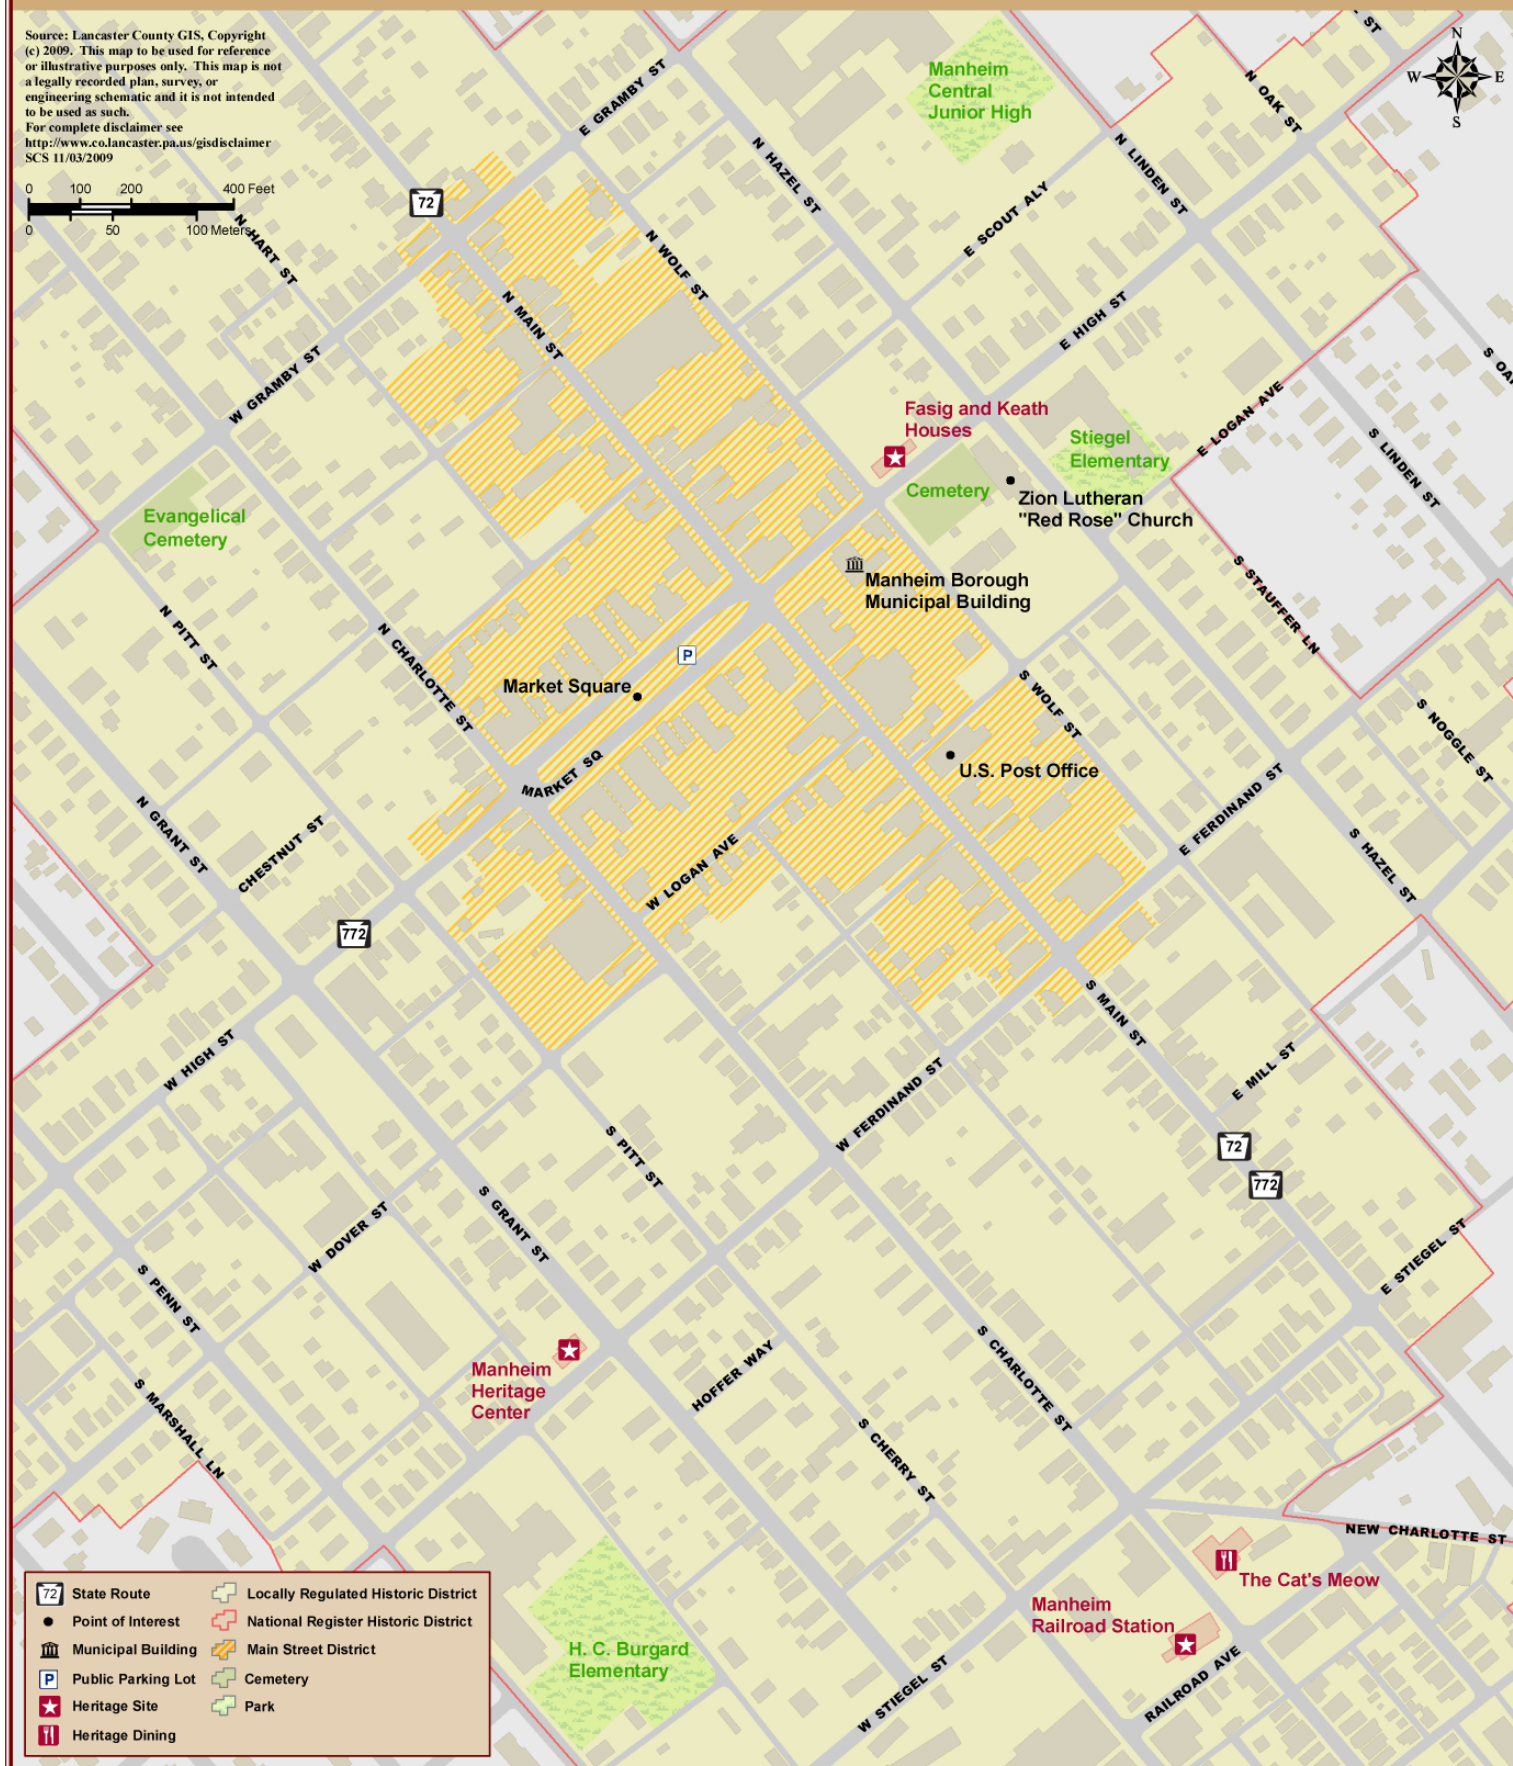 Source: Lancaster County GIS, Copyright
(c) 2009. This map to be used for reference
or illustrative purposes only. This map is not
a legally recorded plan, survey, or
engineering schematic and it is not intended
to be used as such.
For complete disclaimer see
http://www.co.lancaster.pa.us/gisdisclaimer
SCS 11/03/2009
0 100 200 400 Feet
0 50 100 Meters
N
W E
S
ST
N OAK ST
Manheim
Central
Junior High
E GRAMBY ST
N HAZEL ST
N LINDEN ST
72
E SCOUT ALY
N HART ST
N WOLF ST
N MAIN ST
E HIGH ST
S OA
W GRAMBY ST
Fasig and Keath
Houses
E LOGAN AVE
Stiegel
Elementary
S LINDEN ST
Cemetery
Zion Lutheran
"Red Rose" Church
Evangelical
Cemetery
Manheim Borough
Municipal Building
S STAUFFER LN
N PITT ST
N CHARLOTTE ST
P
Market Square
S WOLF ST
S NOGGLE ST
MARKET SQ
U.S. Post Office
E FERDINAND ST
N GRANT ST
CHESTNUT ST
W LOGAN AVE
S HAZEL ST
772
S MAIN ST
W HIGH ST
E MILL ST
W FERDINAND ST
S PITT ST
72
772
S GRANT ST
W DOVER ST
E STIEGEL ST
S PENN ST
Manheim
Heritage
Center
HOFFER WAY
S CHARLOTTE ST
S MARSHALL LN
S CHERRY ST
NEW CHARLOTTE ST
The Cat's Meow
Manheim
Railroad Station
H. C. Burgard
Elementary
W STIEGEL ST
RAILROAD AVE
72 State Route
Point of Interest
Municipal Building
P Public Parking Lot
Heritage Site
Heritage Dining
Locally Regulated Historic District
National Register Historic District
Main Street District
Cemetery
Park